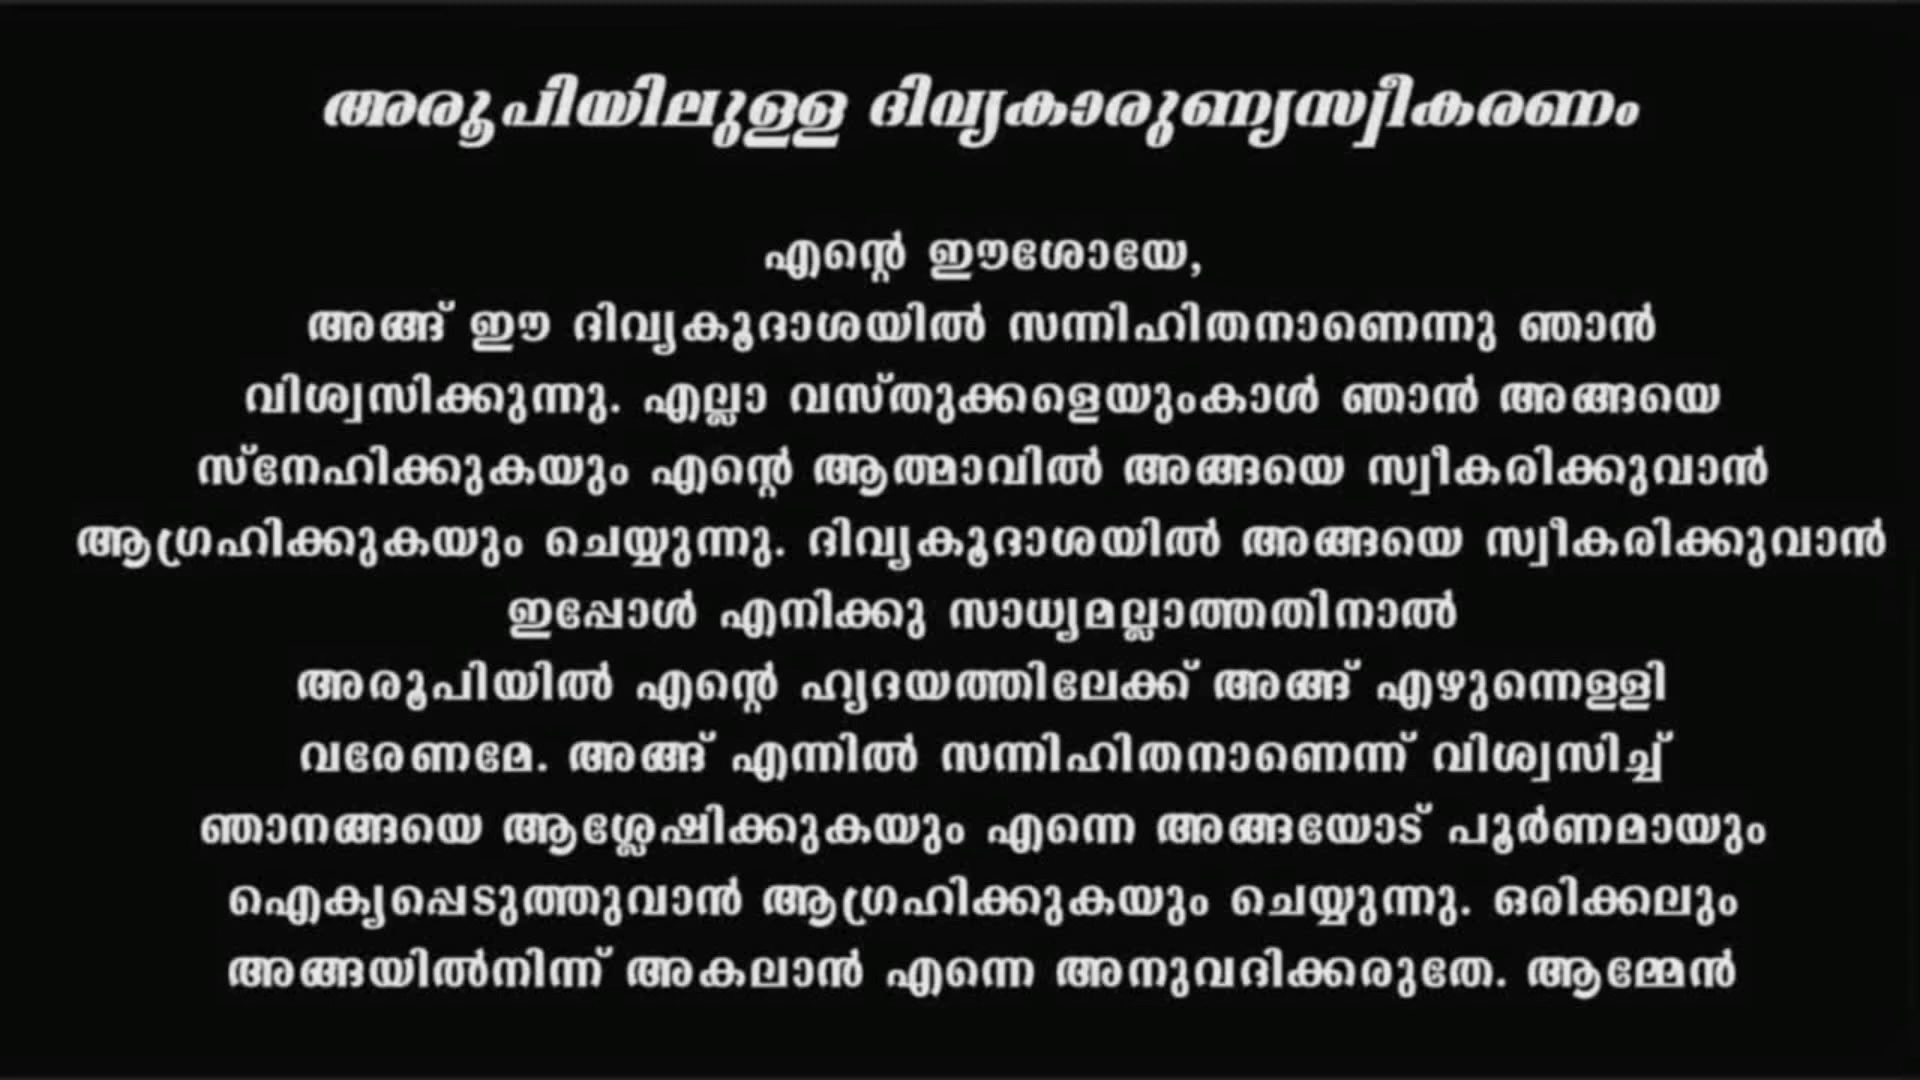 അരൂപിയിലുള്ള ദിവ്യകാരുണ്യസ്വീകരണം
എന്റെ ഈശോയേ,
അങ്ങ് ഈ ദിവ്യകൂദാശയിൽ സന്നിഹിതനാണെന്നു ഞാൻ
വിശ്വസിക്കുന്നു. എല്ലാ വസ്തുക്കളെയുംകാൾ ഞാൻ അങ്ങയെ
സ്നേഹിക്കുകയും എന്റെ ആത്മാവിൽ അങ്ങയെ സ്വീകരിക്കുവാൻ
ആഗ്രഹിക്കുകയും ചെയ്യുന്നു. ദിവ്യകൂദാശയിൽ അങ്ങയെ സ്വീകരിക്കുവാൻ
ഇപ്പോൾ എനിക്കു സാധ്യമല്ലാത്തതിനാൽ
അരൂപിയിൽ എന്റെ ഹൃദയത്തിലേക്ക് അങ്ങ് എഴുന്നെള്ളി
വരേണമേ. അങ്ങ് എന്നിൽ സന്നിഹിതനാണെന്ന് വിശ്വസിച്ച്
ഞാനങ്ങയെ ആശ്ലേഷിക്കുകയും എന്നെ അങ്ങയോട് പൂർണമായും
ഐക്യപ്പെടുത്തുവാൻ ആഗ്രഹിക്കുകയും ചെയ്യുന്നു. ഒരിക്കലും
അങ്ങയിൽനിന്ന് അകലാൻ എന്നെ അനുവദിക്കരുതേ. ആമ്മേൻ